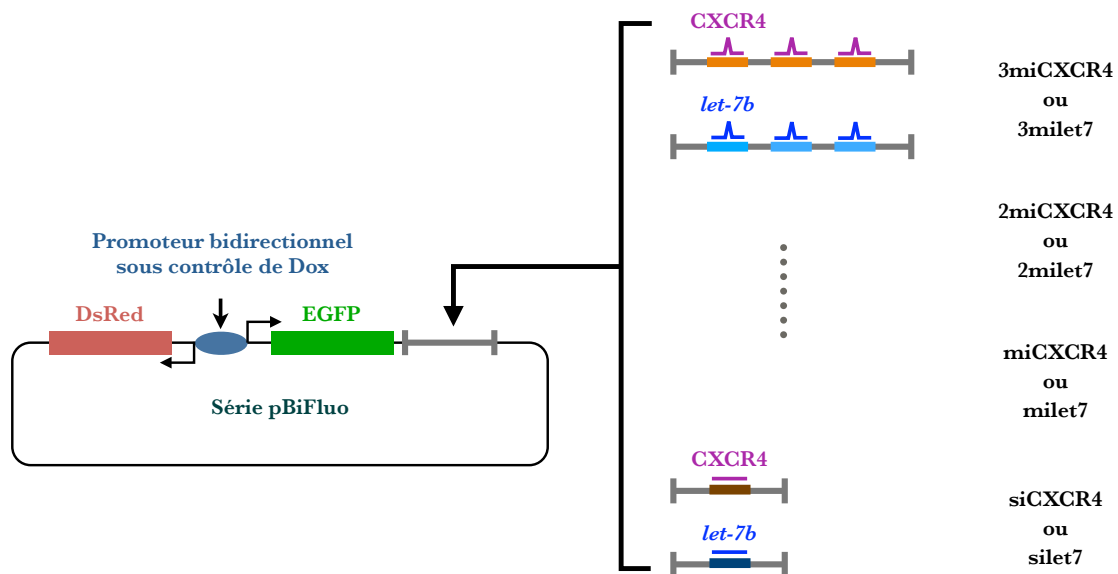 CXCR4
3miCXCR4
ou
3milet7
let-7b
2miCXCR4
ou
2milet7
Promoteur bidirectionnel
sous contrôle de Dox
DsRed
EGFP
Série pBiFluo
miCXCR4
ou
milet7
CXCR4
siCXCR4
ou
silet7
let-7b